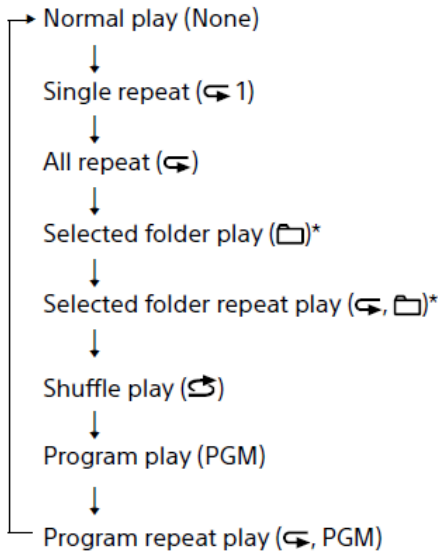 Normal play (None)
Single repeat (⮎ 1)
All repeat (⮎)
Selected folder play (🗀)*
Selected folder repeat play (⮎, 🗀)*
Shuffle play (⮌)
Program play (PGM)
Program repeat play (⮎, PGM)